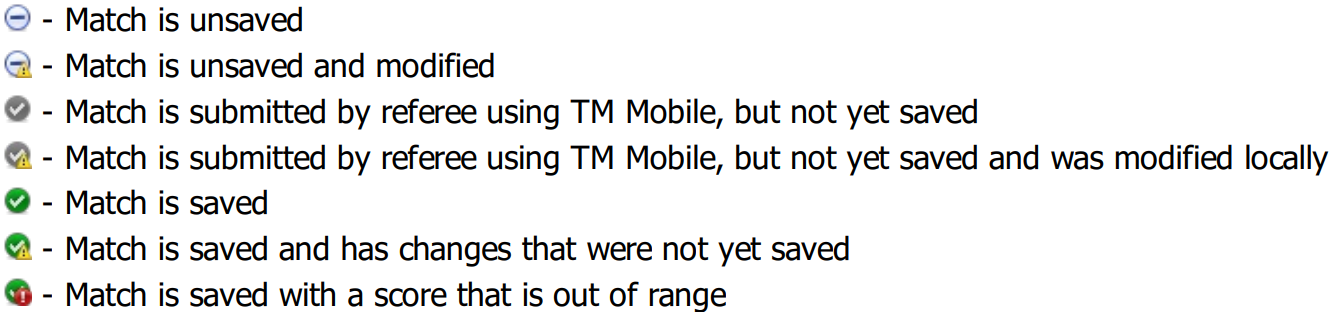 - Match is unsaved
- Match is unsaved and modified
- Match is submitted by referee using TM Mobile, but not yet saved
- Match is submitted by referee using TM Mobile, but not yet saved and was modified locally
- Match is saved
- Match is saved and has changes that were not yet saved
- Match is saved with a score that is out of range